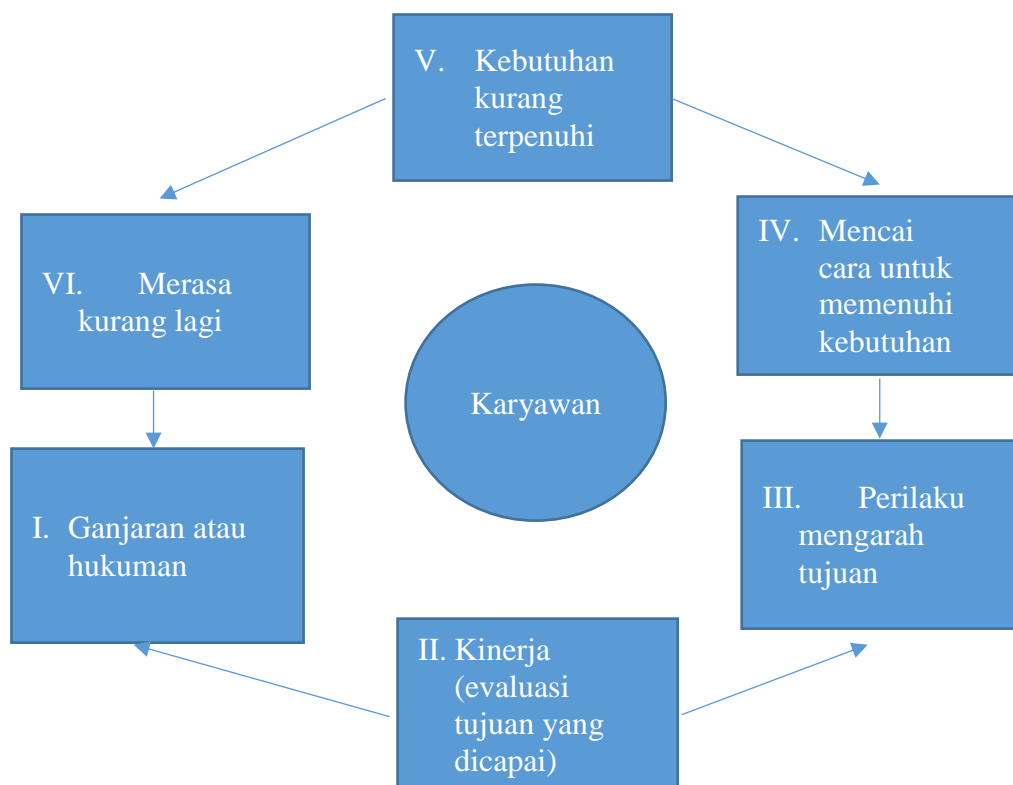 V. Kebutuhan
kurang
terpenuhi
VI. Merasa
kurang lagi
IV. Mencai
cara untuk
memenuhi
kebutuhan
Karyawan
I. Ganjaran atau
hukuman
III. Perilaku
mengarah
tujuan
II. Kinerja
(evaluasi
tujuan yang
dicapai)